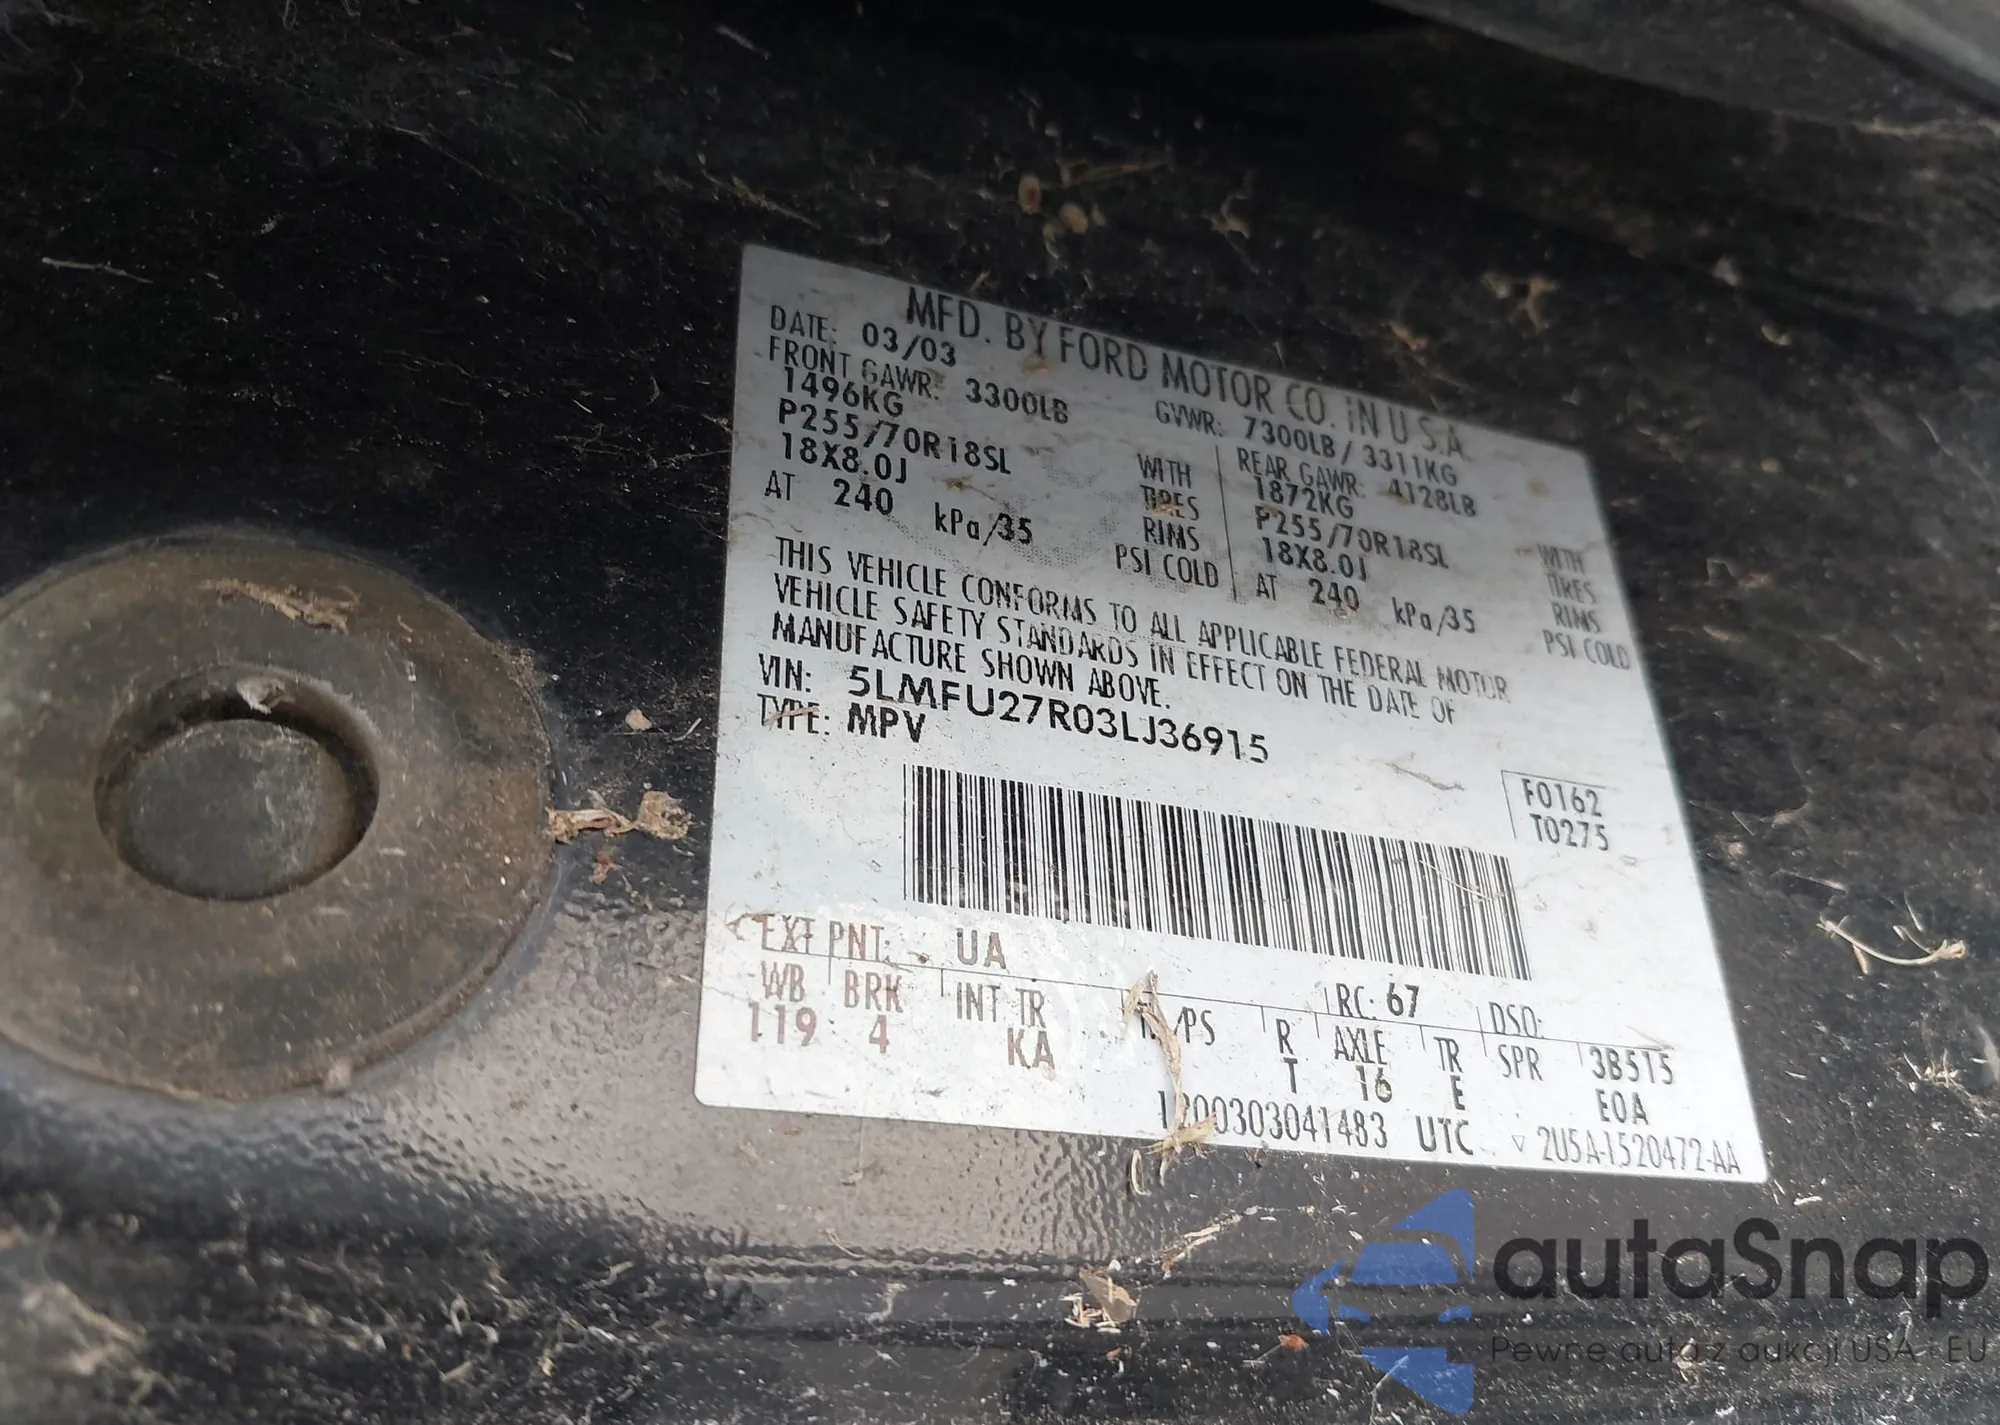 MFD. BY FORD MOTOR CO. IN U.S.A.
DATE: 03/03 GVWR: 7300LB / 3311KG
FRONT GAWR: 3300LB REAR GAWR: 4128LB
1496KG WITH 1872KG WITH
P255/70R18SL TIRES P255/70R18SL TIRES
18X8.0J RIMS 18X8.0J RIMS
AT 240 kPa/35 PSI COLD AT 240 kPa/35 PSI COLD
THIS VEHICLE CONFORMS TO ALL APPLICABLE FEDERAL MOTOR
VEHICLE SAFETY STANDARDS IN EFFECT ON THE DATE OF
MANUFACTURE SHOWN ABOVE.
VIN: 5LMFU27R03LJ36915
TYPE: MPV
F0162
T0275
EXT PNT: UA RC: 67 DSO:
WB BRK INT TR /PS R AXLE TR SPR 3B515
119 4 KA T 16 E E0A
1200303041483 UTC ▽ 2U5A-1520472-AA
autaSnap
Pewne auta z aukcji USA i EU